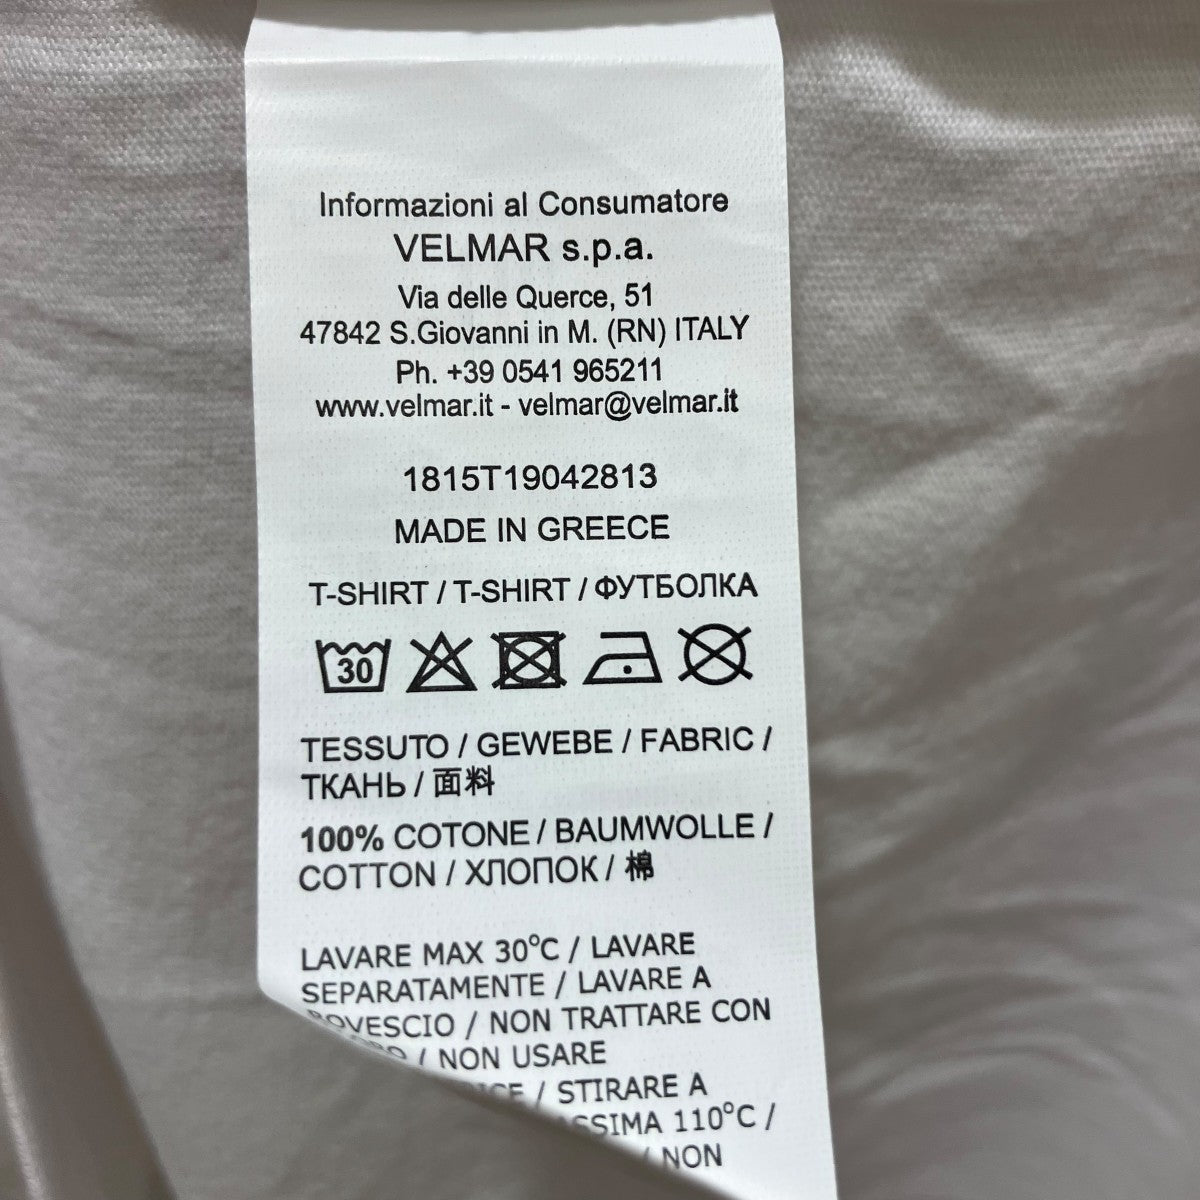 Informazioni al Consumatore
VELMAR s.p.a.
Via delle Querce, 51
47842 S.Giovanni in M. (RN) ITALY
Ph. +39 0541 965211
www.velmar.it - velmar@velmar.it
1815T19042813
MADE IN GREECE
T-SHIRT / T-SHIRT / ФУТБОЛКА
30
TESSUTO / GEWEBE / FABRIC /
ТКАНЬ / 面料
100% COTONE / BAUMWOLLE /
COTTON / ХЛОПОК / 棉
LAVARE MAX 30°C / LAVARE
SEPARATAMENTE / LAVARE A
ROVESCIO / NON TRATTARE CON
/ NON USARE
/ STIRARE A
110°C /
/ NON